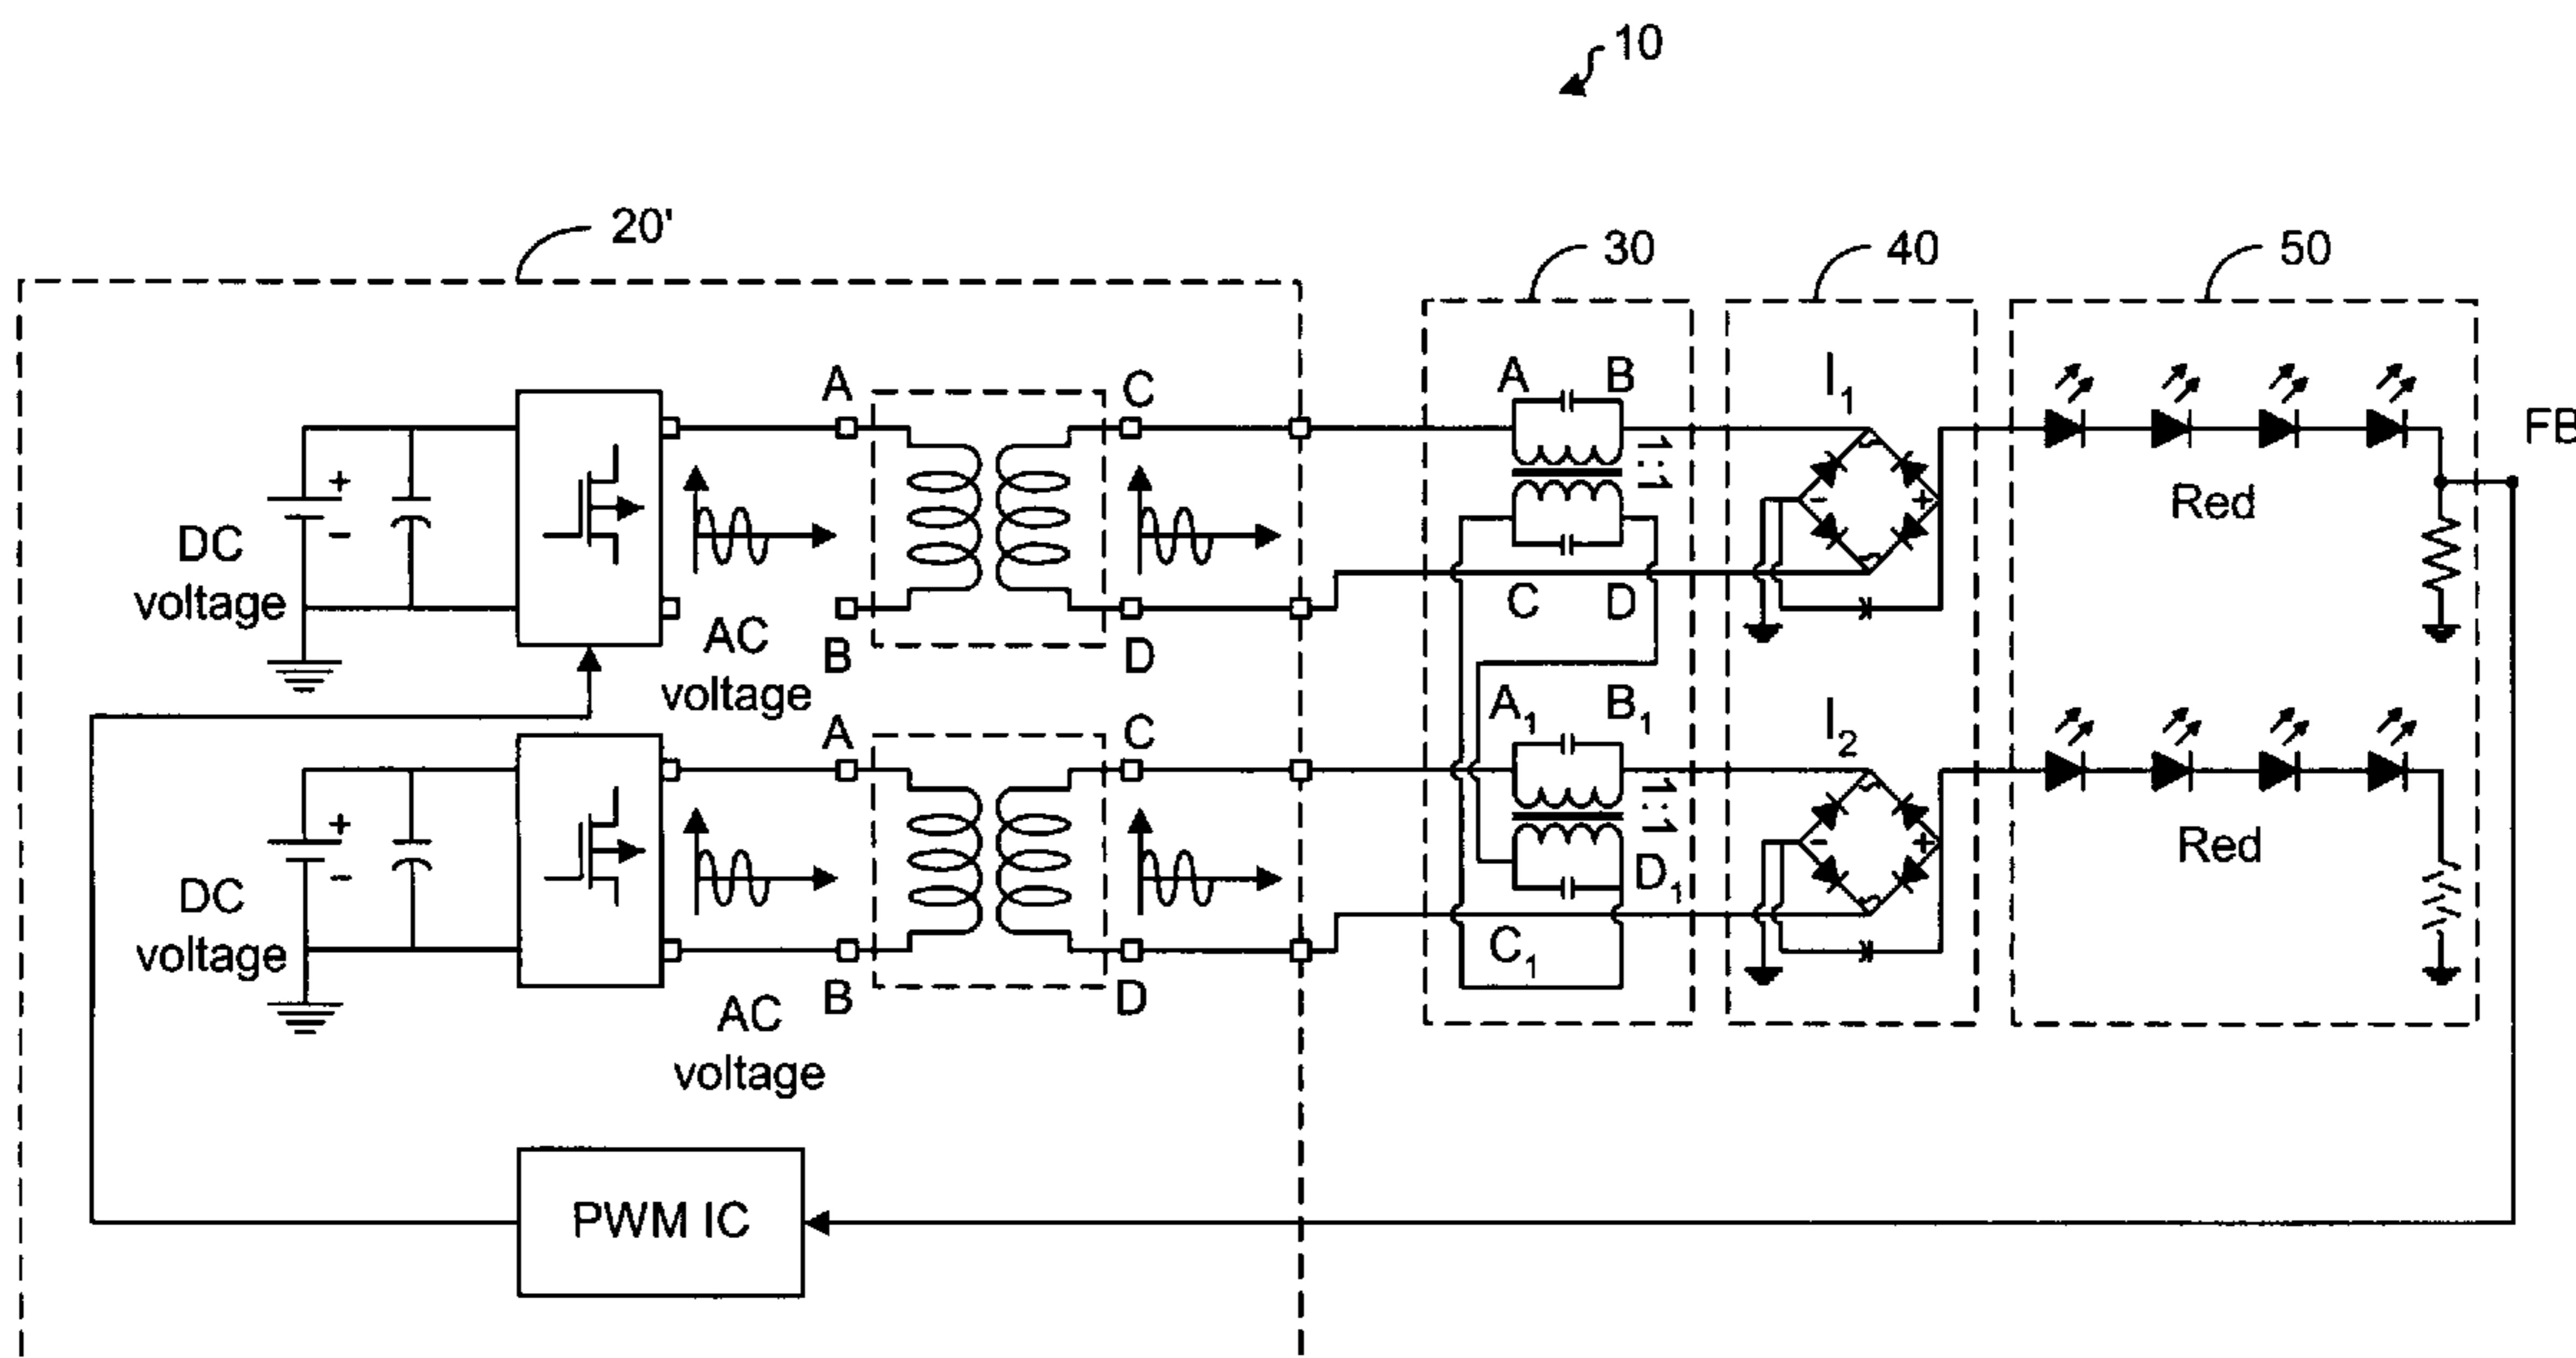 10
20'
30
40
50
A
C
A
B
I1
FB
1:1
+
-
-
+
Red
DC
voltage
C
D
AC
voltage
B
D
A
C
A1
B1
I2
1:1
+
-
-
+
Red
D1
DC
voltage
C1
AC
voltage
B
D
PWM IC